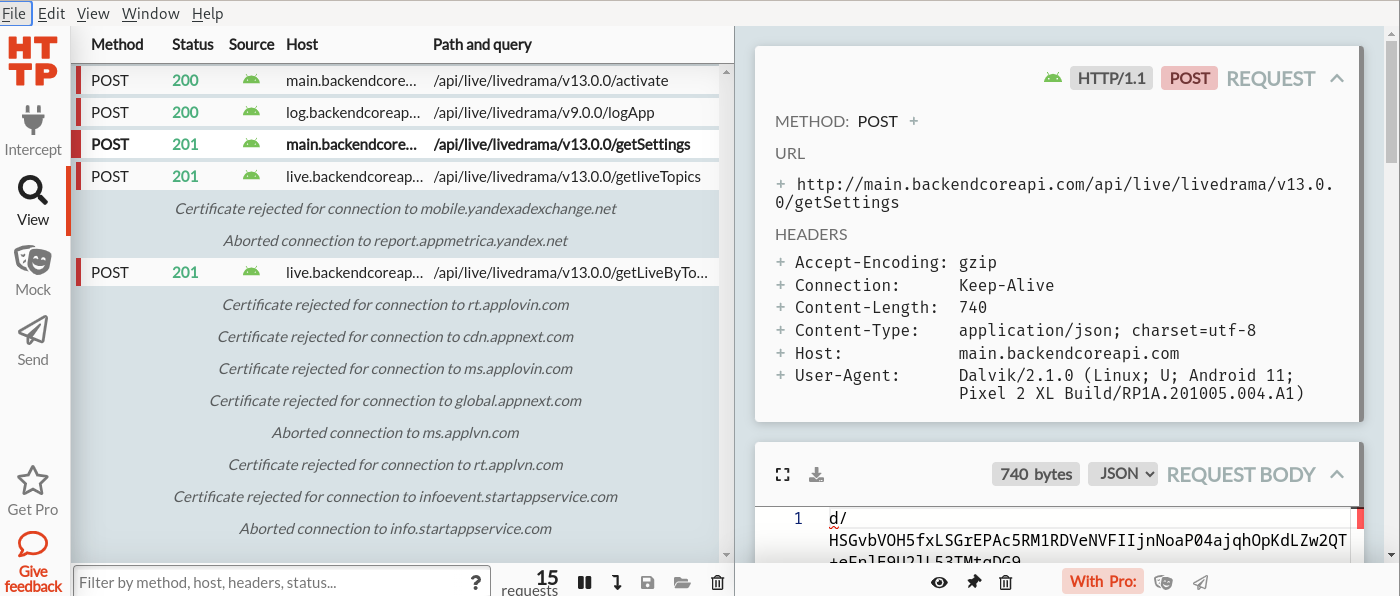 File Edit View Window Help
HTTP
Intercept
View
Mock
Send
Get Pro
Give feedback
Method Status Source Host Path and query
POST 200 main.backendcore... /api/live/livedrama/v13.0.0/activate
POST 200 log.backendcoreap... /api/live/livedrama/v9.0.0/logApp
POST 201 main.backendcore... /api/live/livedrama/v13.0.0/getSettings
POST 201 live.backendcoreap... /api/live/livedrama/v13.0.0/getliveTopics
Certificate rejected for connection to mobile.yandexadexchange.net
Aborted connection to report.appmetrica.yandex.net
POST 201 live.backendcoreap... /api/live/livedrama/v13.0.0/getLiveByTo...
Certificate rejected for connection to rt.applovin.com
Certificate rejected for connection to cdn.appnext.com
Certificate rejected for connection to ms.applovin.com
Certificate rejected for connection to global.appnext.com
Aborted connection to ms.applvn.com
Certificate rejected for connection to rt.applvn.com
Certificate rejected for connection to infoevent.startappservice.com
Aborted connection to info.startappservice.com
Filter by method, host, headers, status... ?
15 requests
HTTP/1.1 POST REQUEST
METHOD: POST +
URL
+ http://main.backendcoreapi.com/api/live/livedrama/v13.0.
0/getSettings
HEADERS
+ Accept-Encoding: gzip
+ Connection: Keep-Alive
+ Content-Length: 740
+ Content-Type: application/json; charset=utf-8
+ Host: main.backendcoreapi.com
+ User-Agent: Dalvik/2.1.0 (Linux; U; Android 11;
Pixel 2 XL Build/RP1A.201005.004.A1)
740 bytes JSON REQUEST BODY
1 d/
HSGvbVOH5fxLSGrEPAc5RM1RDVeNVFIIjnNoaP04ajqhOpKdLZw2QT
With Pro: